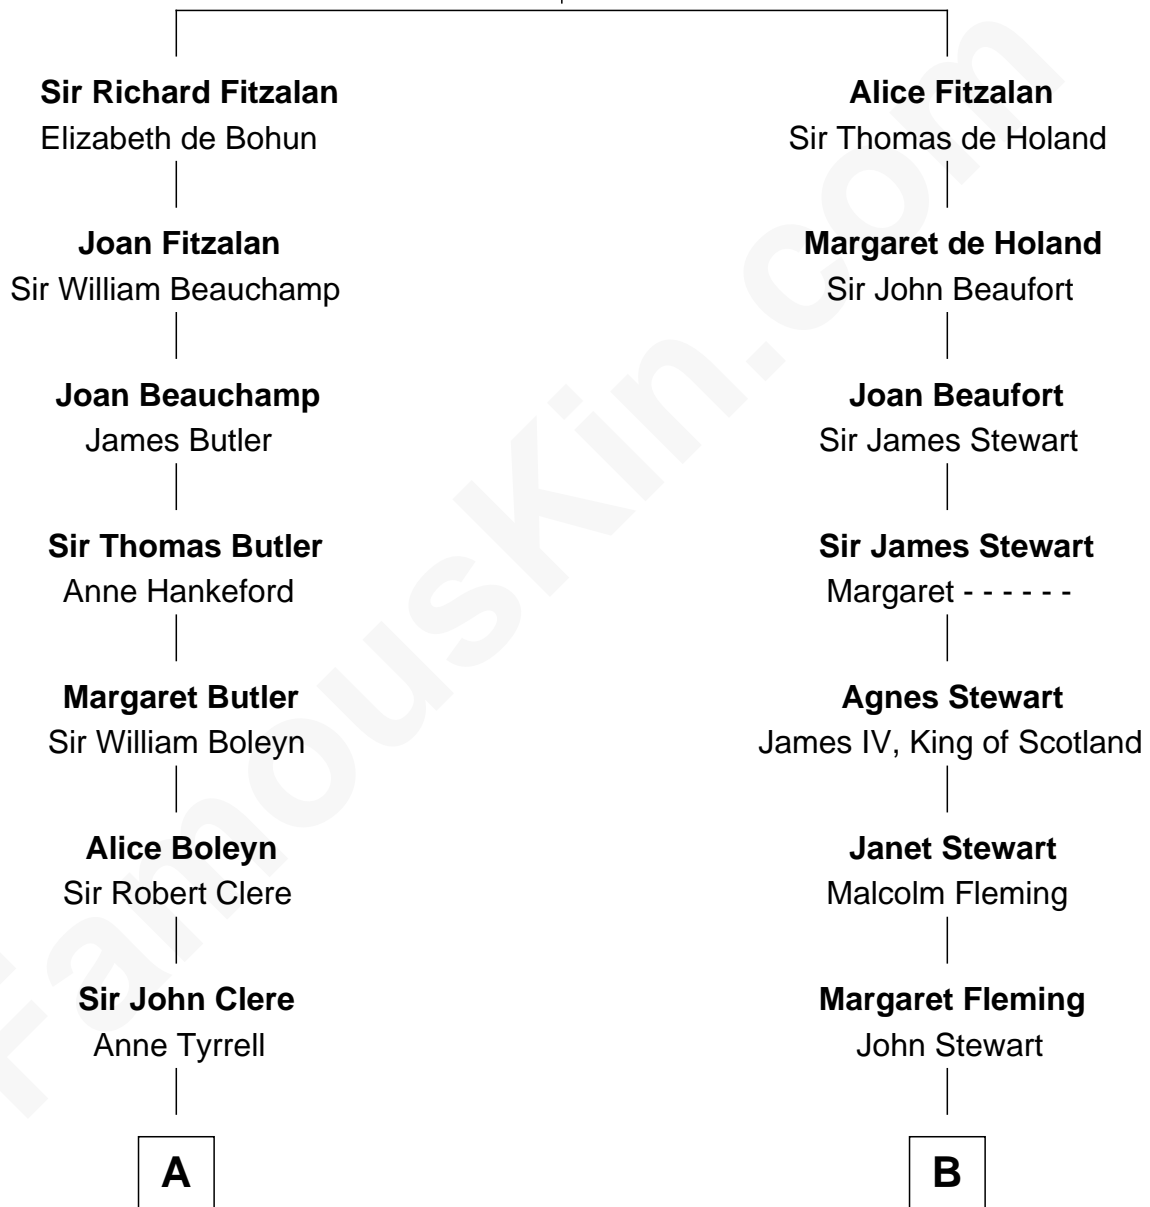 Sir Richard Fitzalan
Elizabeth de Bohun
Joan Fitzalan
Sir William Beauchamp
Joan Beauchamp
James Butler
Sir Thomas Butler
Anne Hankeford
Margaret Butler
Sir William Boleyn
Alice Boleyn
Sir Robert Clere
Sir John Clere
Anne Tyrrell
A
Alice Fitzalan
Sir Thomas de Holand
Margaret de Holand
Sir John Beaufort
Joan Beaufort
Sir James Stewart
Sir James Stewart
Margaret - - - - - -
Agnes Stewart
James IV, King of Scotland
Janet Stewart
Malcolm Fleming
Margaret Fleming
John Stewart
B
FamousKin.com